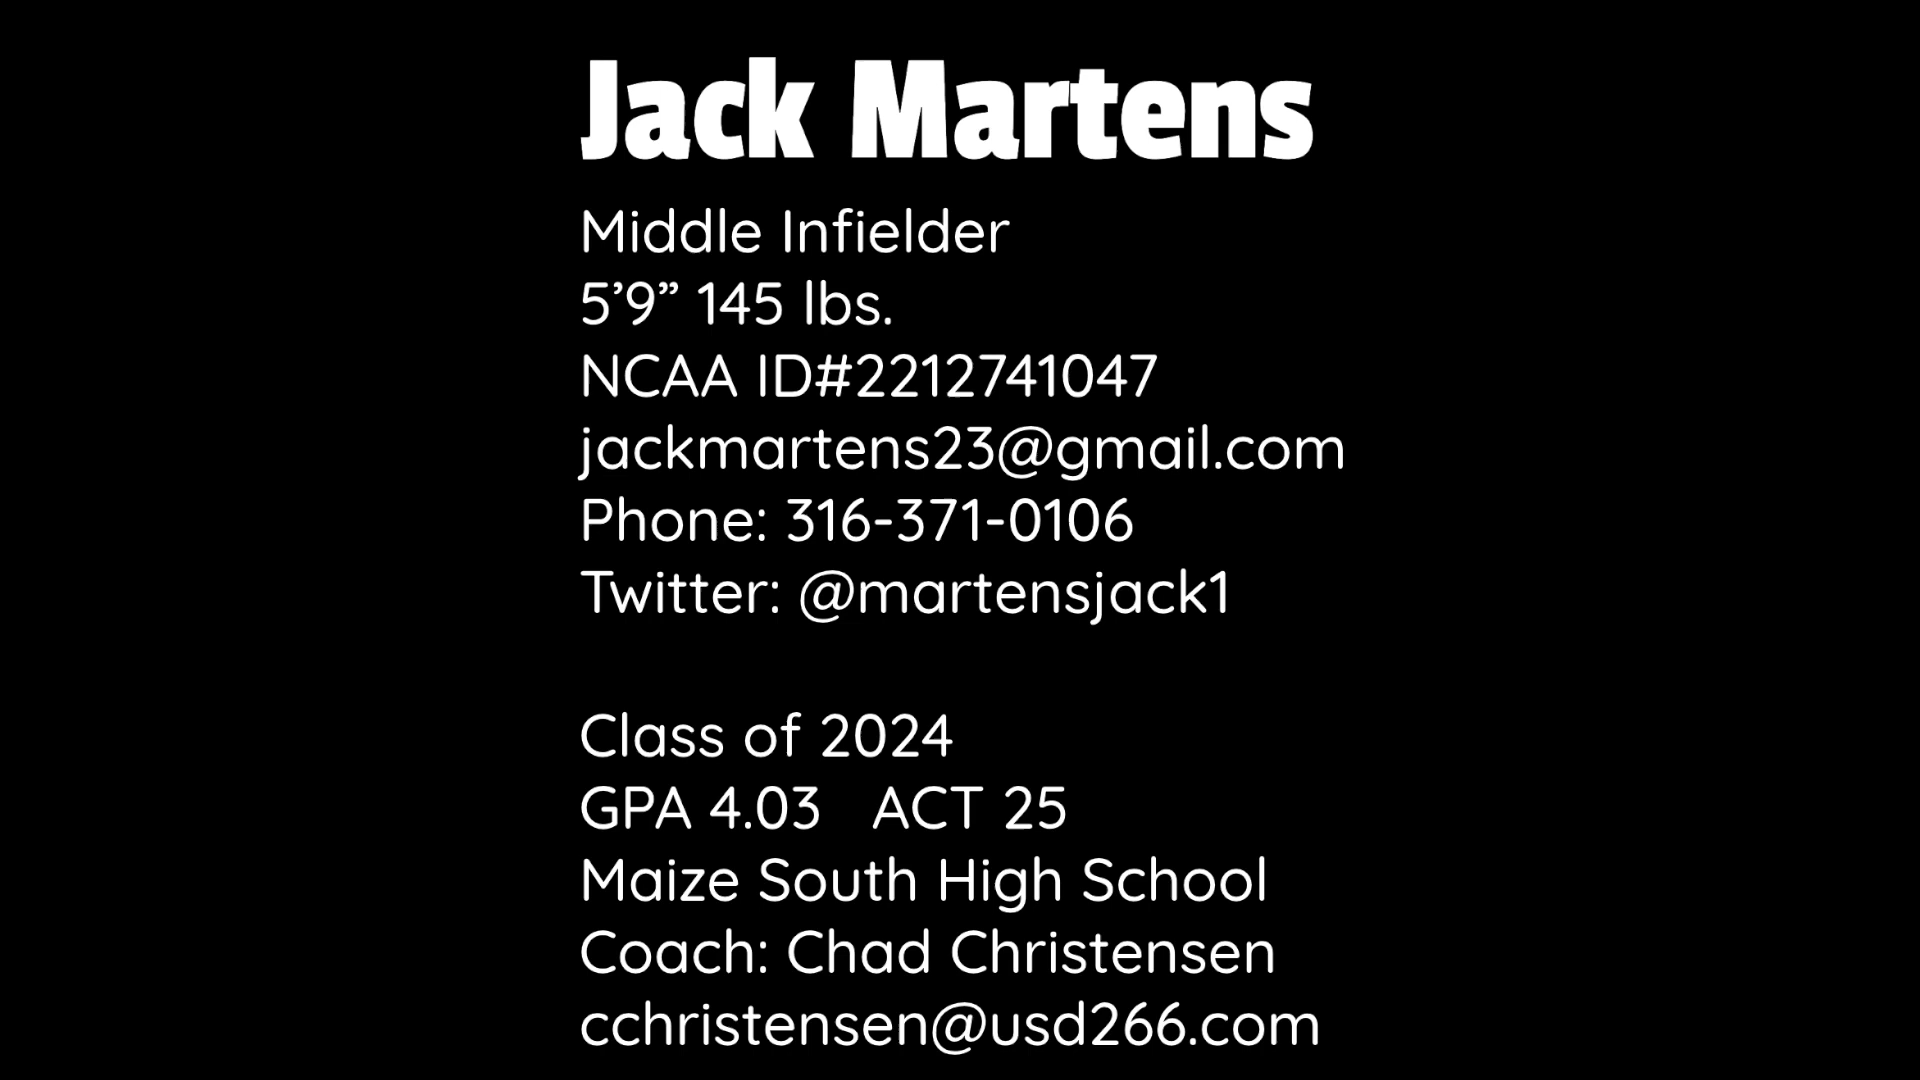 Jack Martens
Middle Infielder
5’9” 145 lbs.
NCAA ID#2212741047
jackmartens23@gmail.com
Phone: 316-371-0106
Twitter: @martensjack1
Class of 2024
GPA 4.03   ACT 25
Maize South High School
Coach: Chad Christensen
cchristensen@usd266.com